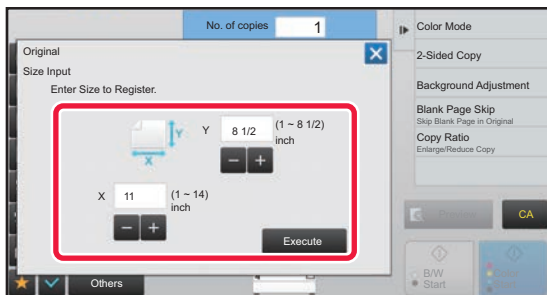 No. of copies 1
Original
Size Input
Enter Size to Register.
Y 8 1/2 (1 ~ 8 1/2)
inch
Y
X
X 11 (1 ~ 14)
inch
Execute
Others
Color Mode
2-Sided Copy
Background Adjustment
Blank Page Skip
Skip Blank Page in Original
Copy Ratio
Enlarge/Reduce Copy
CA
B/W
Start